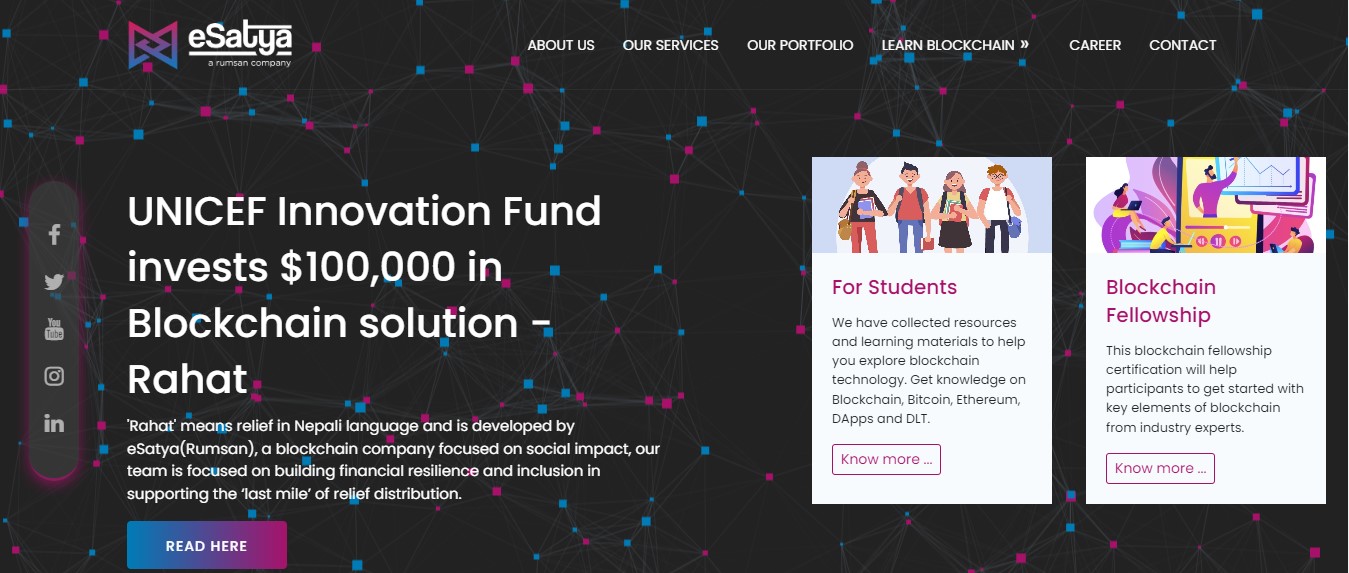 eSatya
a rumsan company
ABOUT US
OUR SERVICES
OUR PORTFOLIO
LEARN BLOCKCHAIN »
CAREER
CONTACT
UNICEF Innovation Fund
invests $100,000 in
Blockchain solution -
Rahat
'Rahat' means relief in Nepali language and is developed by
eSatya(Rumsan), a blockchain company focused on social impact, our
team is focused on building financial resilience and inclusion in
supporting the ‘last mile’ of relief distribution.
READ HERE
For Students
We have collected resources
and learning materials to help
you explore blockchain
technology. Get knowledge on
Blockchain, Bitcoin, Ethereum,
DApps and DLT.
Know more ...
Blockchain
Fellowship
This blockchain fellowship
certification will help
participants to get started with
key elements of blockchain
from industry experts.
Know more ...
You
Tube